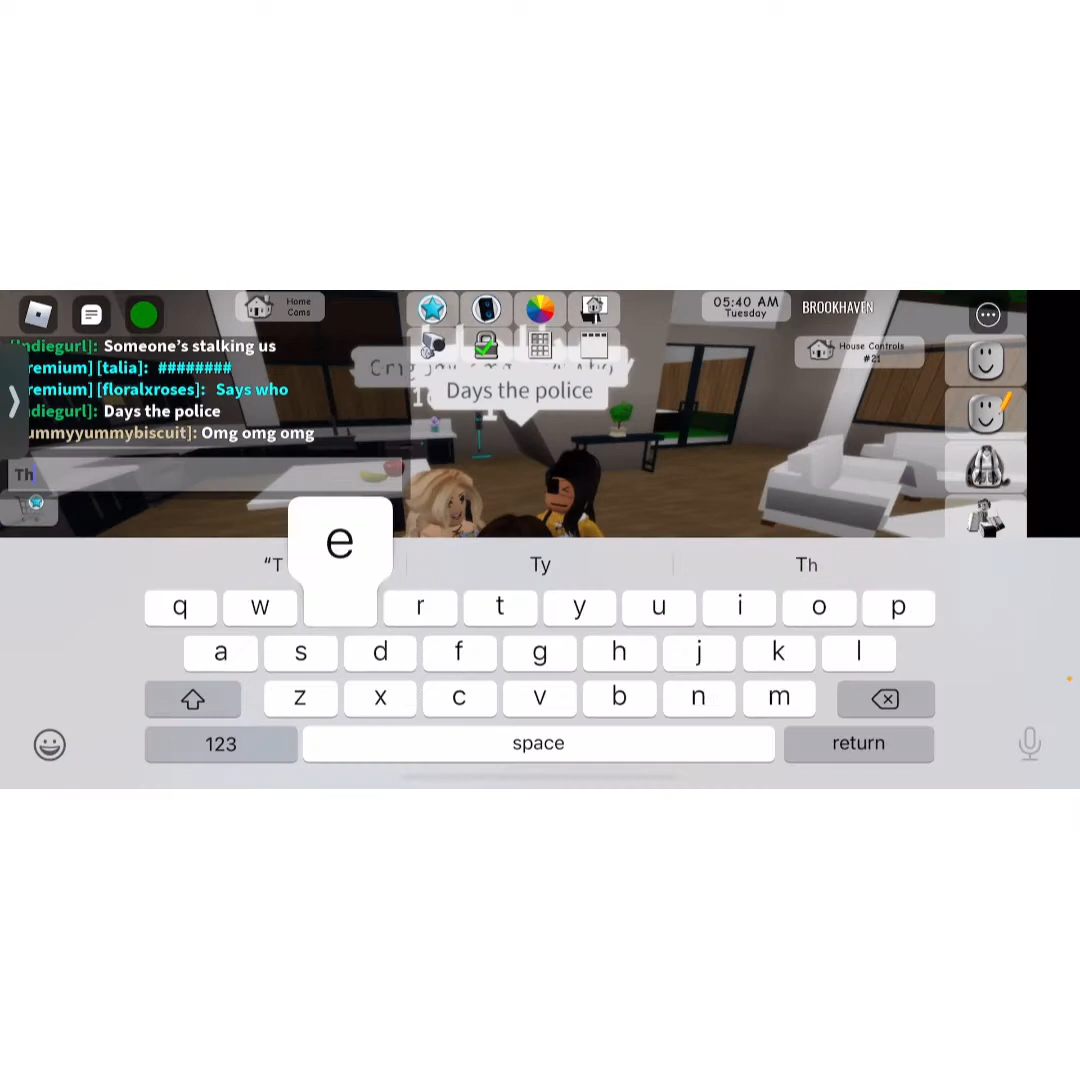 Home
Cams
05:40 AM
Tuesday
BROOKHAVEN
House Controls
#21
ndiegurl]: Someone’s stalking us
remium] [talia]: ########
remium] [floralxroses]: Says who
ndiegurl]: Days the police
ummyyummybiscuit]: Omg omg omg
Days the police
Th
e
“T
Ty
Th
q w r t y u i o p
a s d f g h j k l
z x c v b n m
123 space return